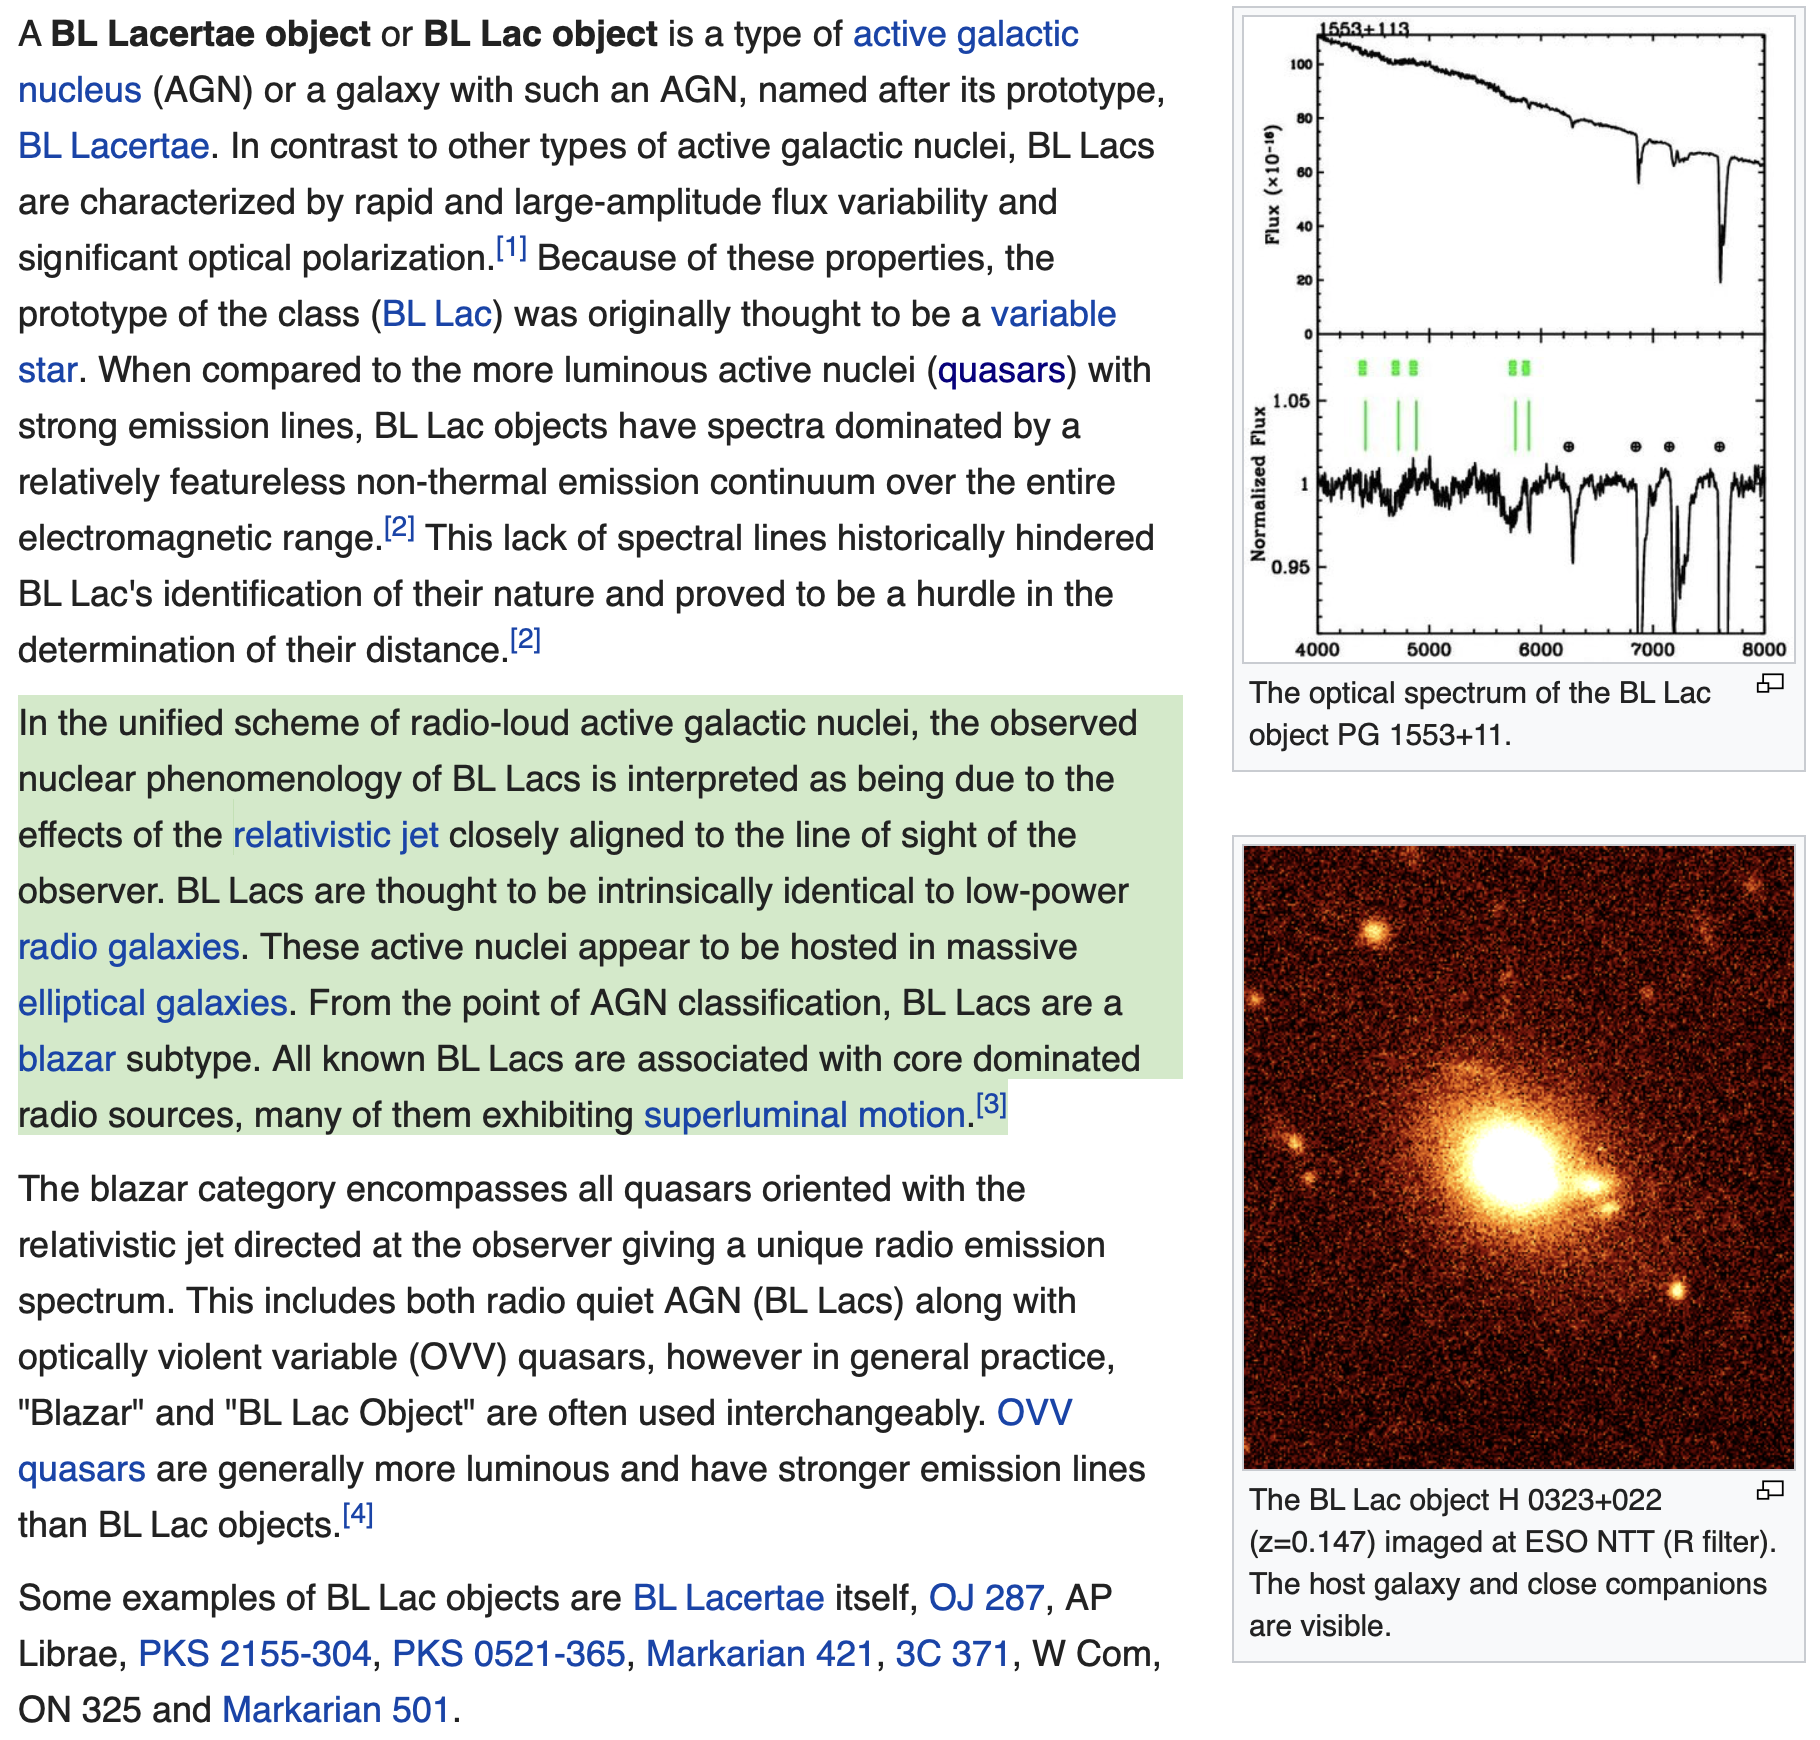 A BL Lacertae object or BL Lac object is a type of active galactic
nucleus (AGN) or a galaxy with such an AGN, named after its prototype,
BL Lacertae. In contrast to other types of active galactic nuclei, BL Lacs
are characterized by rapid and large-amplitude flux variability and
significant optical polarization.[1] Because of these properties, the
prototype of the class (BL Lac) was originally thought to be a variable
star. When compared to the more luminous active nuclei (quasars) with
strong emission lines, BL Lac objects have spectra dominated by a
relatively featureless non-thermal emission continuum over the entire
electromagnetic range.[2] This lack of spectral lines historically hindered
BL Lac's identification of their nature and proved to be a hurdle in the
determination of their distance.[2]
In the unified scheme of radio-loud active galactic nuclei, the observed
nuclear phenomenology of BL Lacs is interpreted as being due to the
effects of the relativistic jet closely aligned to the line of sight of the
observer. BL Lacs are thought to be intrinsically identical to low-power
radio galaxies. These active nuclei appear to be hosted in massive
elliptical galaxies. From the point of AGN classification, BL Lacs are a
blazar subtype. All known BL Lacs are associated with core dominated
radio sources, many of them exhibiting superluminal motion.[3]
The blazar category encompasses all quasars oriented with the
relativistic jet directed at the observer giving a unique radio emission
spectrum. This includes both radio quiet AGN (BL Lacs) along with
optically violent variable (OVV) quasars, however in general practice,
"Blazar" and "BL Lac Object" are often used interchangeably. OVV
quasars are generally more luminous and have stronger emission lines
than BL Lac objects.[4]
Some examples of BL Lac objects are BL Lacertae itself, OJ 287, AP
Librae, PKS 2155-304, PKS 0521-365, Markarian 421, 3C 371, W Com,
ON 325 and Markarian 501.
1553+113
100
80
60
40
20
0
Flux (×10⁻¹⁶)
1.05
1
0.95
Normalized Flux
4000 5000 6000 7000 8000
The optical spectrum of the BL Lac
object PG 1553+11.
The BL Lac object H 0323+022
(z=0.147) imaged at ESO NTT (R filter).
The host galaxy and close companions
are visible.